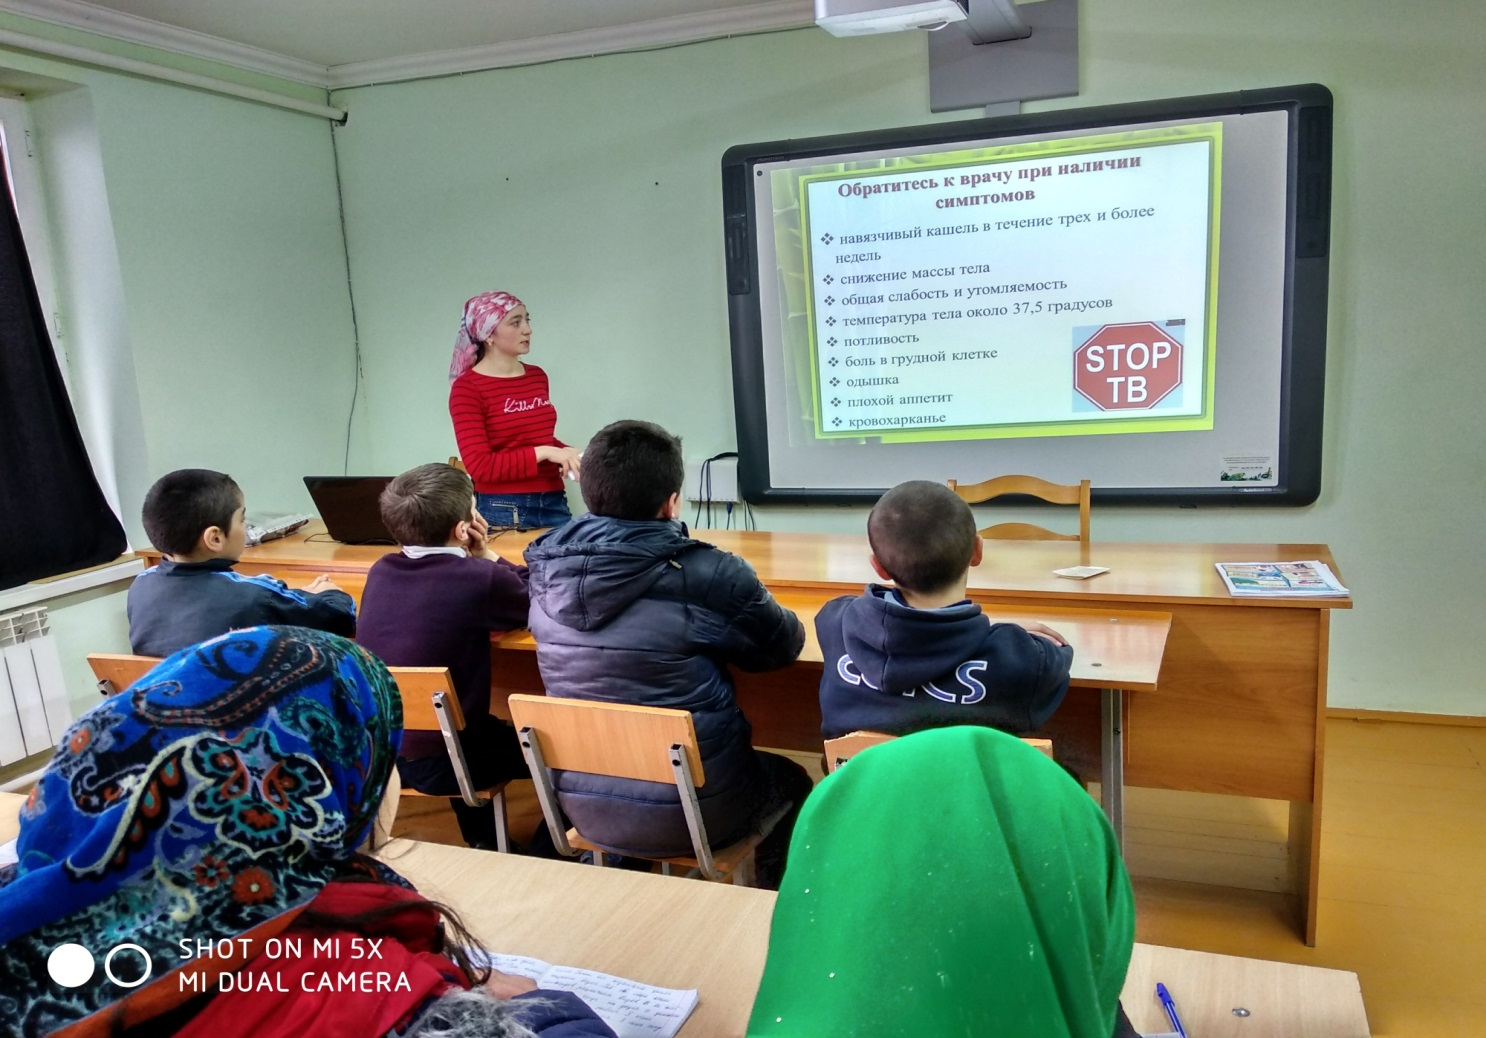 Обратитесь к врачу при наличии
симптомов
навязчивый кашель в течение трех и более
недель
снижение массы тела
общая слабость и утомляемость
температура тела около 37,5 градусов
потливость
боль в грудной клетке
одышка
плохой аппетит
кровохарканье
STOP
TB
SHOT ON MI 5X
MI DUAL CAMERA